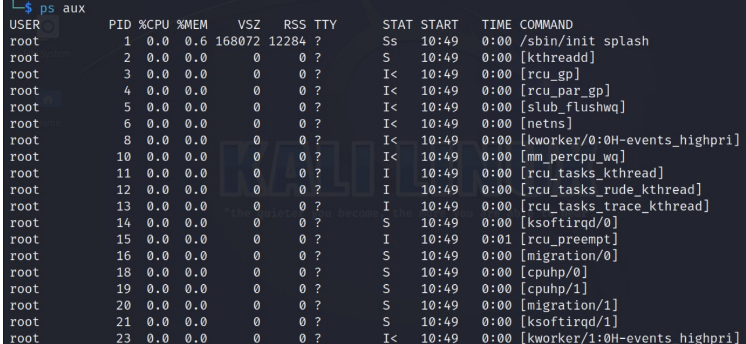 └─$ ps aux
USER PID %CPU %MEM VSZ RSS TTY STAT START TIME COMMAND
root 1 0.0 0.6 168072 12284 ? Ss 10:49 0:00 /sbin/init splash
root 2 0.0 0.0 0 0 ? S 10:49 0:00 [kthreadd]
root 3 0.0 0.0 0 0 ? I< 10:49 0:00 [rcu_gp]
root 4 0.0 0.0 0 0 ? I< 10:49 0:00 [rcu_par_gp]
root 5 0.0 0.0 0 0 ? I< 10:49 0:00 [slub_flushwq]
root 6 0.0 0.0 0 0 ? I< 10:49 0:00 [netns]
root 8 0.0 0.0 0 0 ? I< 10:49 0:00 [kworker/0:0H-events_highpri]
root 10 0.0 0.0 0 0 ? I< 10:49 0:00 [mm_percpu_wq]
root 11 0.0 0.0 0 0 ? I 10:49 0:00 [rcu_tasks_kthread]
root 12 0.0 0.0 0 0 ? I 10:49 0:00 [rcu_tasks_rude_kthread]
root 13 0.0 0.0 0 0 ? I 10:49 0:00 [rcu_tasks_trace_kthread]
root 14 0.0 0.0 0 0 ? S 10:49 0:00 [ksoftirqd/0]
root 15 0.0 0.0 0 0 ? I 10:49 0:01 [rcu_preempt]
root 16 0.0 0.0 0 0 ? S 10:49 0:00 [migration/0]
root 18 0.0 0.0 0 0 ? S 10:49 0:00 [cpuhp/0]
root 19 0.0 0.0 0 0 ? S 10:49 0:00 [cpuhp/1]
root 20 0.0 0.0 0 0 ? S 10:49 0:00 [migration/1]
root 21 0.0 0.0 0 0 ? S 10:49 0:00 [ksoftirqd/1]
root 23 0.0 0.0 0 0 ? I< 10:49 0:00 [kworker/1:0H-events_highpri]
KALI LINUX
"the quieter you become, the